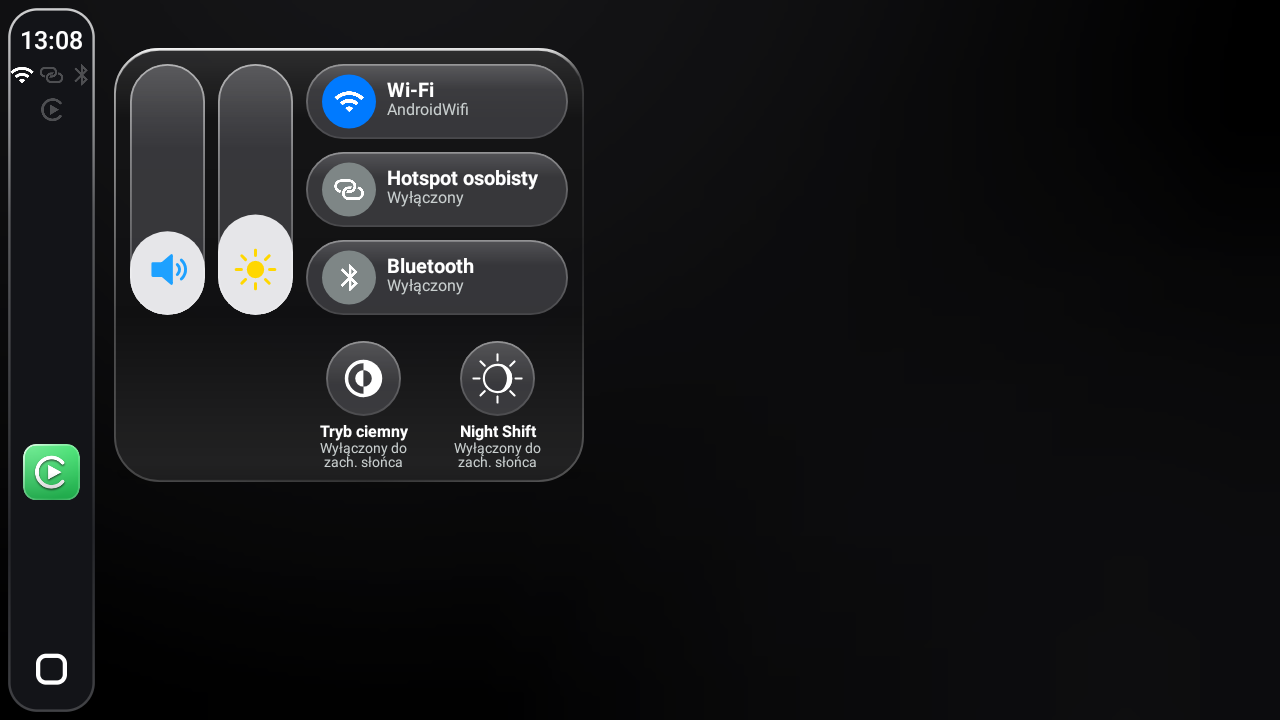 13:08
Wi-Fi
AndroidWifi
Hotspot osobisty
Wyłączony
Bluetooth
Wyłączony
Tryb ciemny
Wyłączony do
zach. słońca
Night Shift
Wyłączony do
zach. słońca